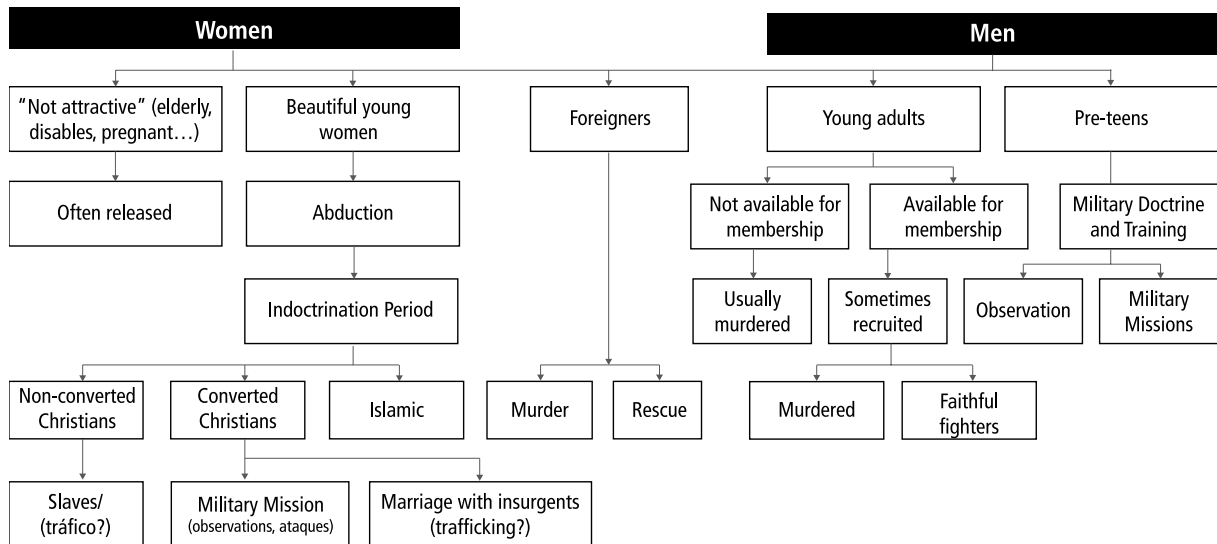 Women
Men
"Not attractive" (elderly,
disables, pregnant…)
Beautiful young
women
Foreigners
Young adults
Pre-teens
Often released
Abduction
Not available for
membership
Available for
membership
Military Doctrine
and Training
Indoctrination Period
Usually
murdered
Sometimes
recruited
Observation
Military
Missions
Non-converted
Christians
Converted
Christians
Islamic
Murder
Rescue
Murdered
Faithful
fighters
Slaves/
(tráfico?)
Military Mission
(observations, ataques)
Marriage with insurgents
(trafficking?)